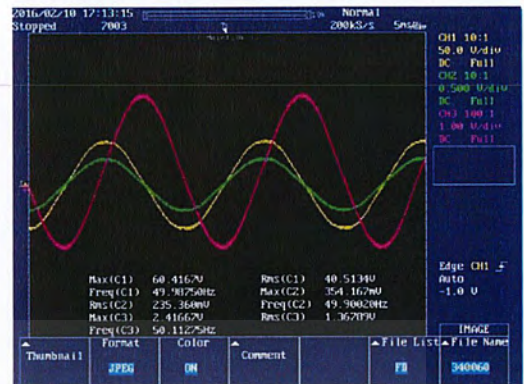 2016/02/10 17:13:15 Normal
Stopped 7003 200kS/s 5ms/div
CH1 10:1
50.0 V/div
DC Full
CH2 10:1
0.500 V/div
DC Full
CH3 100:1
1.00 V/div
DC Full
Edge CH1
Auto
-1.0 V
Max(C1) 60.4167V Rms(C1) 40.5134V
Freq(C1) 49.98750Hz Max(C2) 354.167mV
Rms(C2) 235.360mV Freq(C2) 49.90020Hz
Max(C3) 2.41667V Rms(C3) 1.36709V
Freq(C3) 50.11275Hz
IMAGE
Thumbnail Format Color Comment File List File Name
JPEG ON FD 340060